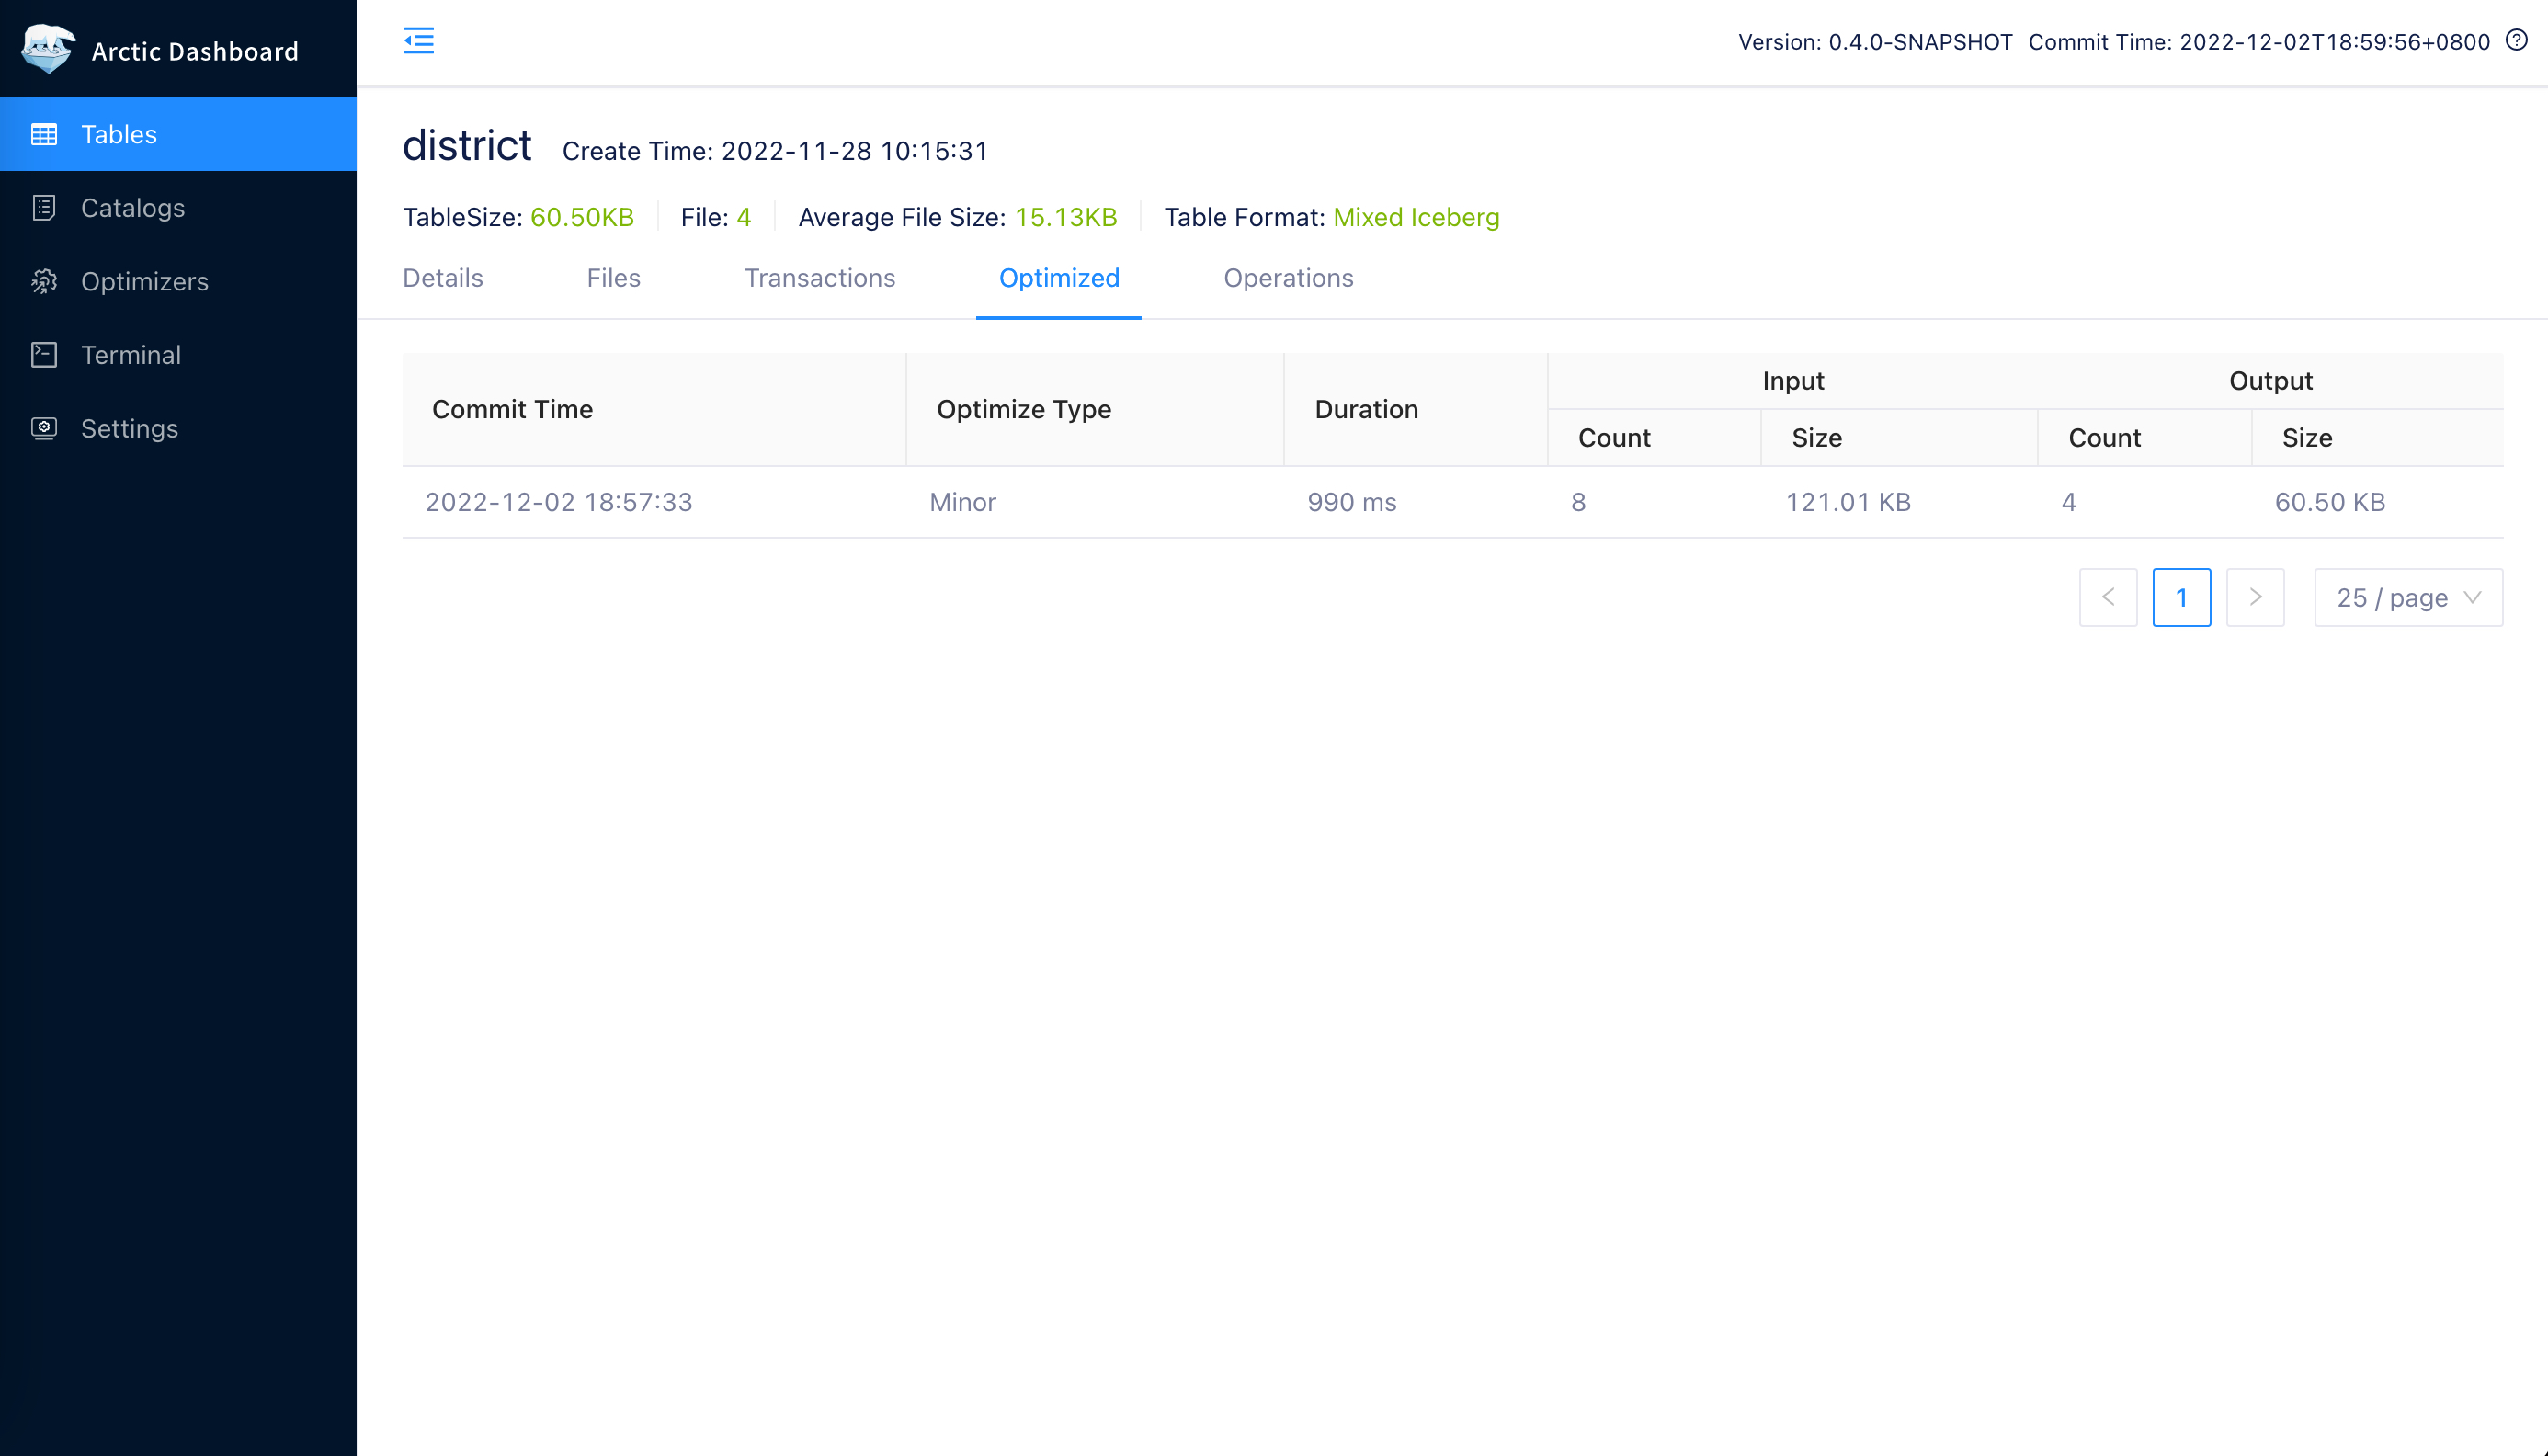 Arctic Dashboard
Version: 0.4.0-SNAPSHOT Commit Time: 2022-12-02T18:59:56+0800
Tables
Catalogs
Optimizers
Terminal
Settings
district Create Time: 2022-11-28 10:15:31
TableSize: 60.50KB File: 4 Average File Size: 15.13KB Table Format: Mixed Iceberg
Details Files Transactions Optimized Operations
Commit Time Optimize Type Duration Input Output
Count Size Count Size
2022-12-02 18:57:33 Minor 990 ms 8 121.01 KB 4 60.50 KB
< 1 > 25 / page